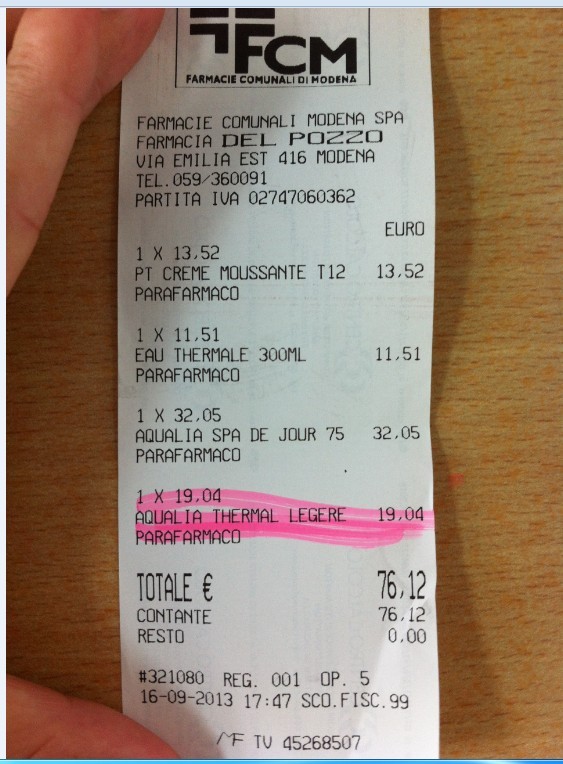 FCM
FARMACIE COMUNALI DI MODENA
FARMACIE COMUNALI MODENA SPA
FARMACIA DEL POZZO
VIA EMILIA EST 416 MODENA
TEL.059/360091
PARTITA IVA 02747060362
EURO
1 X 13,52
PT CREME MOUSSANTE T12 13,52
PARAFARMACO
1 X 11,51
EAU THERMALE 300ML 11,51
PARAFARMACO
1 X 32,05
AQUALIA SPA DE JOUR 75 32,05
PARAFARMACO
1 X 19,04
AQUALIA THERMAL LEGERE 19,04
PARAFARMACO
TOTALE € 76,12
CONTANTE 76,12
RESTO 0,00
#321080 REG. 001 OP. 5
16-09-2013 17:47 SCO.FISC.99
MF TV 45268507